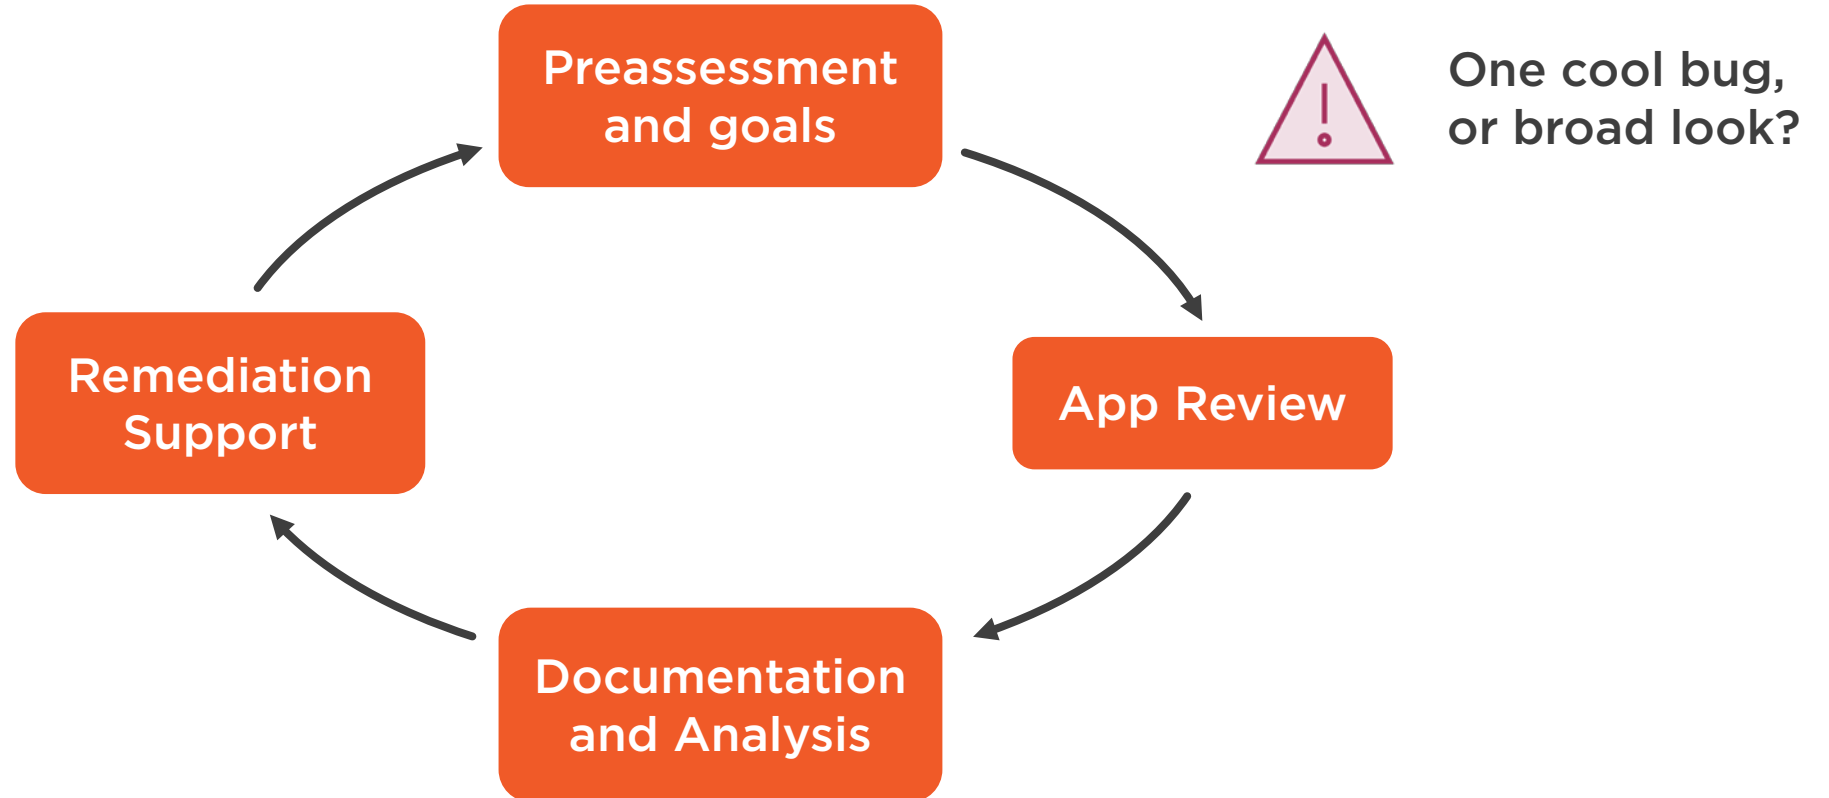 Preassessment
and goals
One cool bug,
or broad look?
Remediation
Support
App Review
Documentation
and Analysis